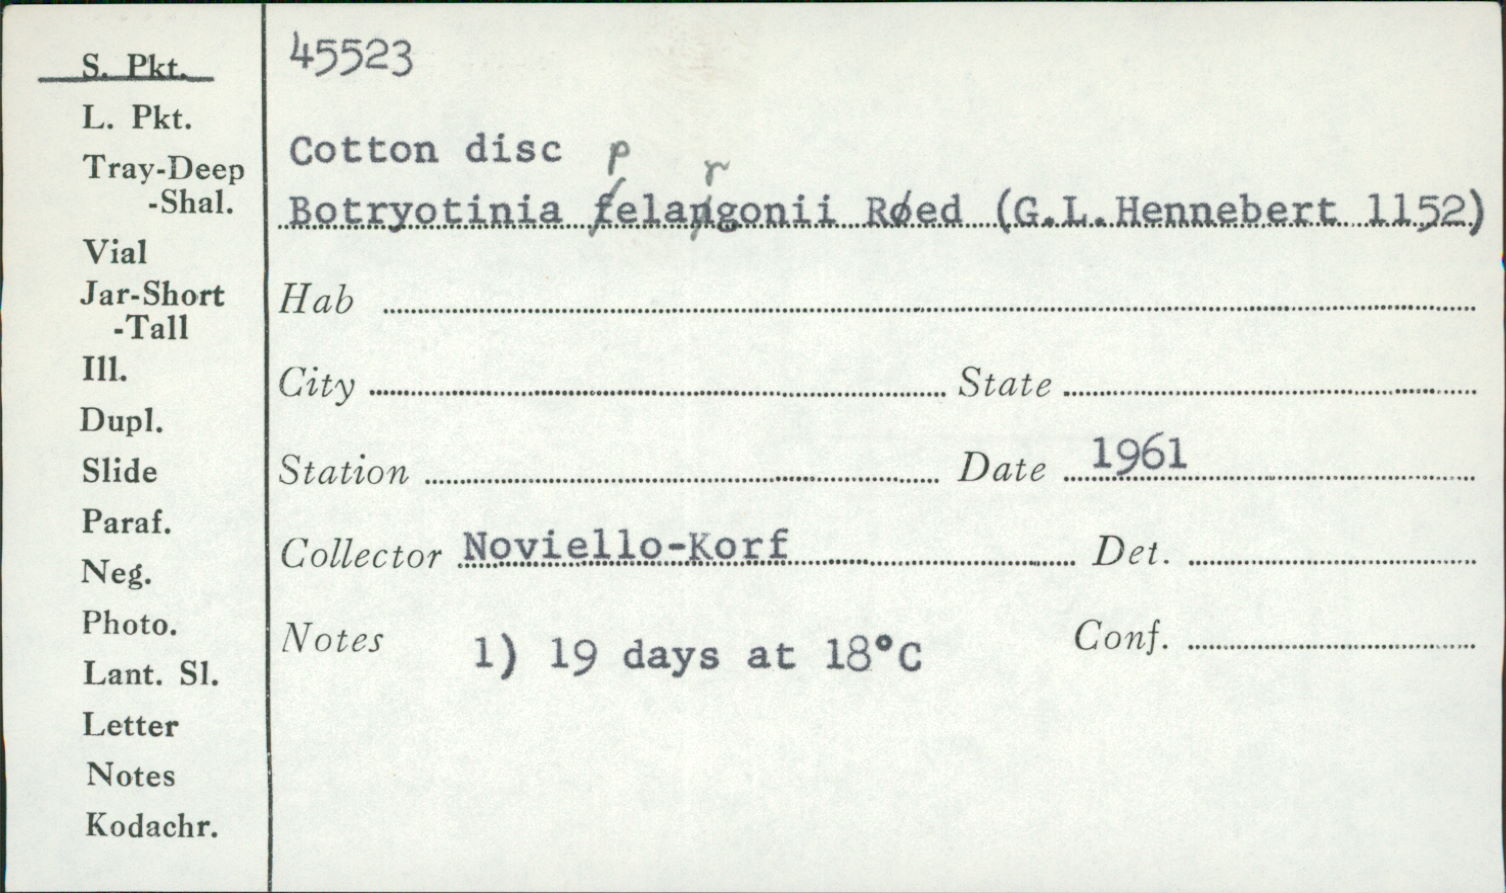 45523
S. Pkt.
L. Pkt.
Tray-Deep
-Shal.
Vial
Jar-Short
-Tall
Ill.
Dupl.
Slide
Paraf.
Neg.
Photo.
Lant. Sl.
Letter
Notes
Kodachr.
Cotton disc
p r
Botryotinia felangonii Røed (G.L.Hennebert 1152)
Hab
City State
Station Date 1961
Collector Noviello-Korf Det.
Notes 1) 19 days at 18°C Conf.